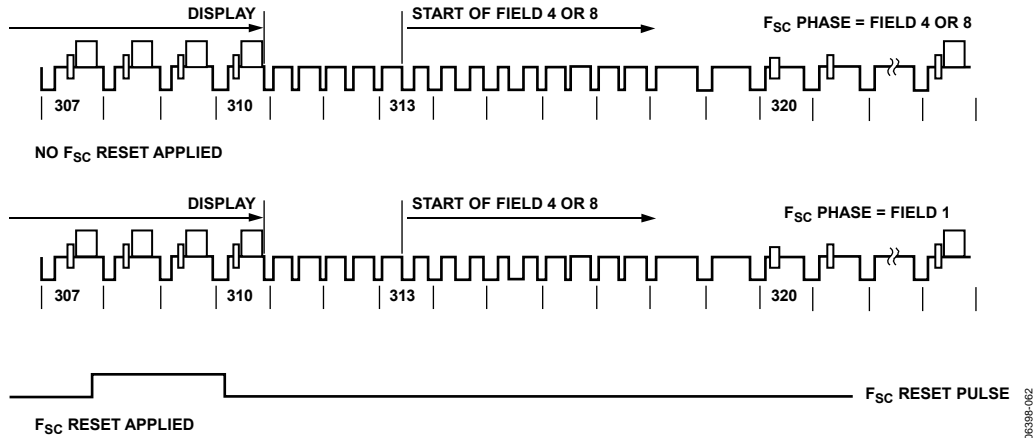 DISPLAY START OF FIELD 4 OR 8 FSC PHASE = FIELD 4 OR 8
307 310 313 320
NO FSC RESET APPLIED
DISPLAY START OF FIELD 4 OR 8 FSC PHASE = FIELD 1
307 310 313 320
FSC RESET PULSE
FSC RESET APPLIED
06398-062